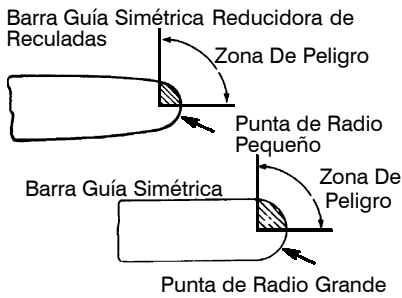 Barra Guía Simétrica Reducidora de
Reculadas
Zona De Peligro
Punta de Radio
Pequeño
Barra Guía Simétrica
Zona De
Peligro
Punta de Radio Grande